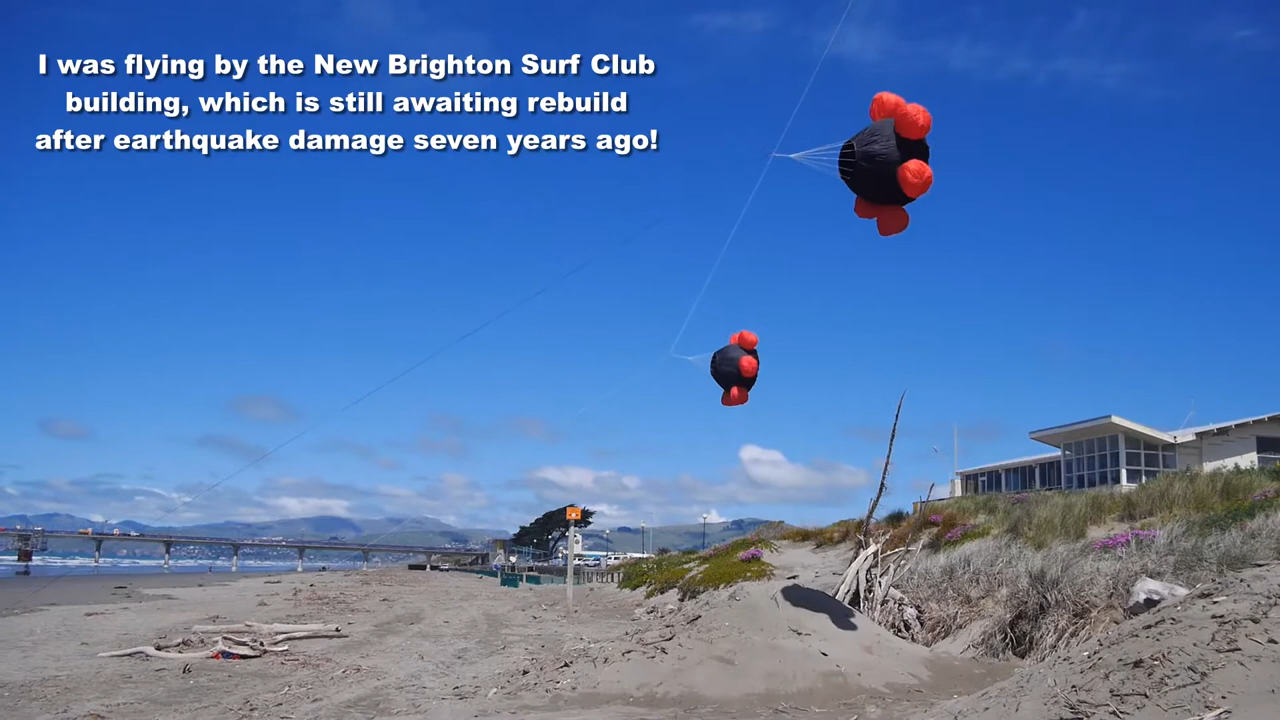 I was flying by the New Brighton Surf Club
building, which is still awaiting rebuild
after earthquake damage seven years ago!